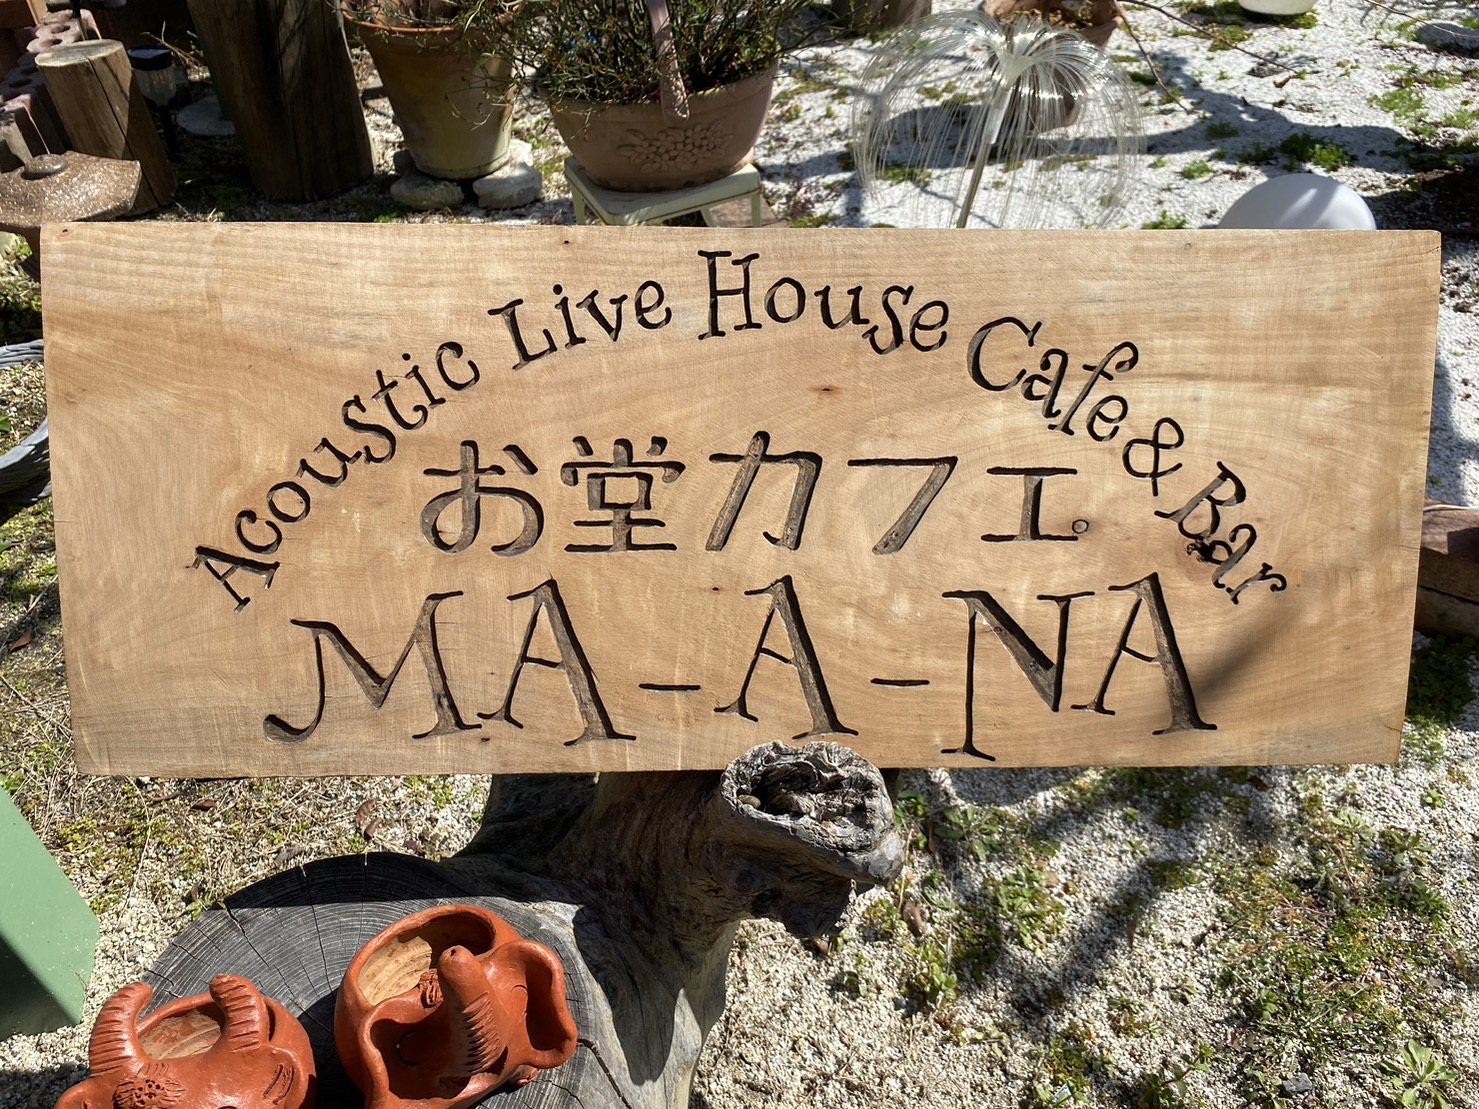 Acoustic Live House Cafe & Bar
お堂カフェ
MA-A-NA